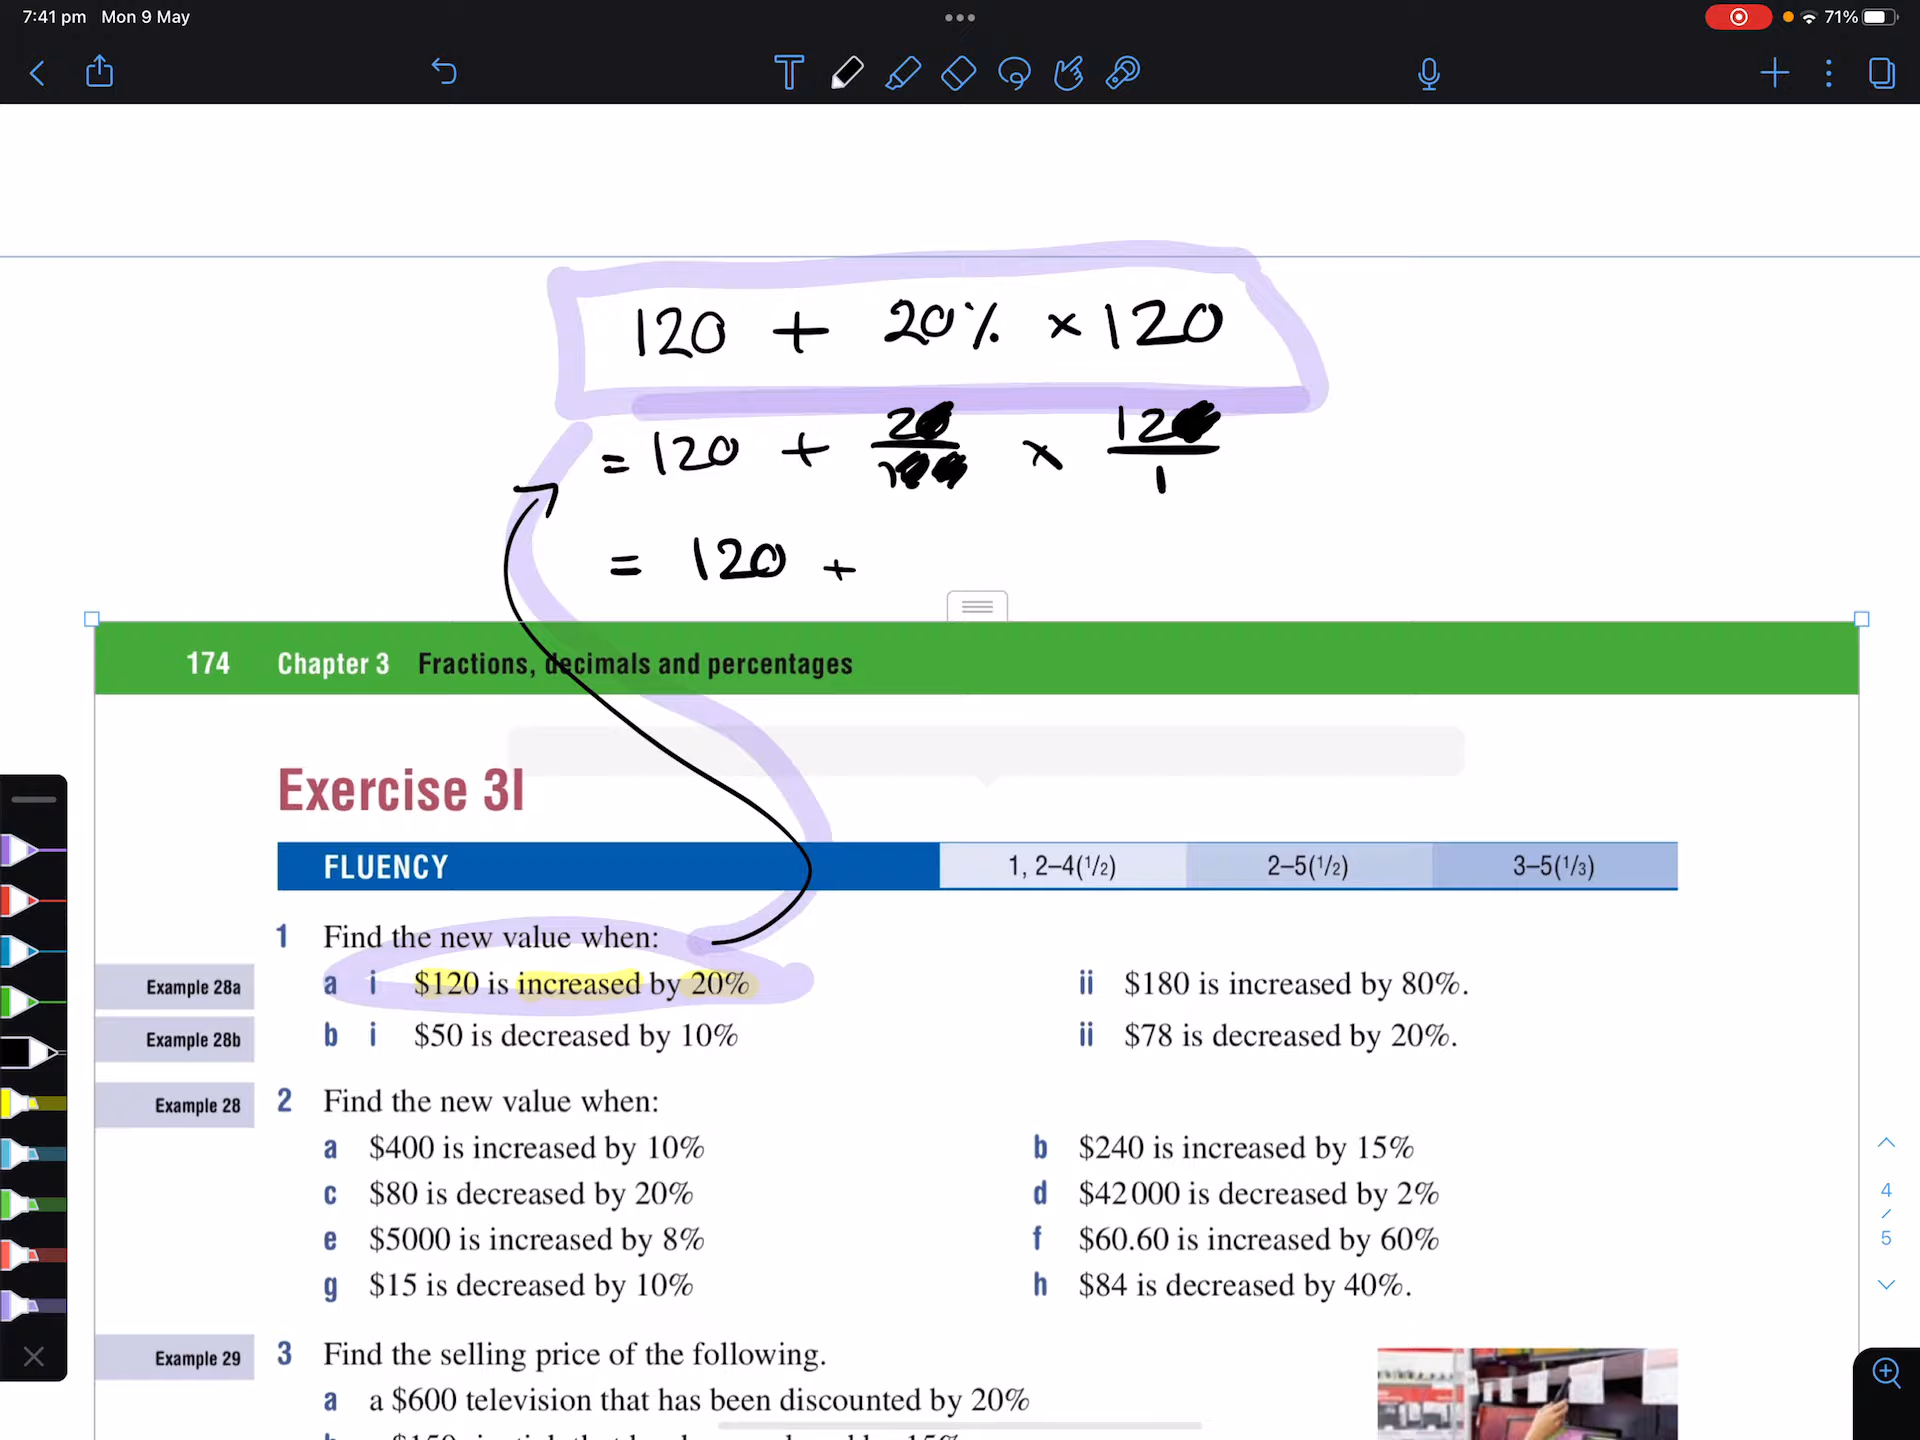 7:41 pm Mon 9 May
71%
120 + 20% × 120
= 120 + 20/100 × 120/1
= 120 +
174 Chapter 3 Fractions, decimals and percentages
Exercise 3I
FLUENCY 1, 2–4(1/2) 2–5(1/2) 3–5(1/3)
1 Find the new value when:
Example 28a a i $120 is increased by 20% ii $180 is increased by 80%.
Example 28b b i $50 is decreased by 10% ii $78 is decreased by 20%.
Example 28 2 Find the new value when:
a $400 is increased by 10% b $240 is increased by 15%
c $80 is decreased by 20% d $42 000 is decreased by 2%
e $5000 is increased by 8% f $60.60 is increased by 60%
g $15 is decreased by 10% h $84 is decreased by 40%.
4 / 5
Example 29 3 Find the selling price of the following.
a a $600 television that has been discounted by 20%